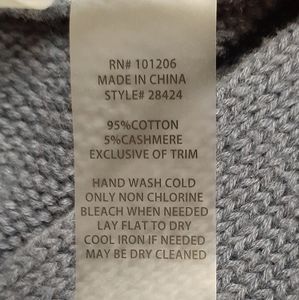 RN# 101206
MADE IN CHINA
STYLE# 28424
95%COTTON
5%CASHMERE
EXCLUSIVE OF TRIM
HAND WASH COLD
ONLY NON CHLORINE
BLEACH WHEN NEEDED
LAY FLAT TO DRY
COOL IRON IF NEEDED
MAY BE DRY CLEANED